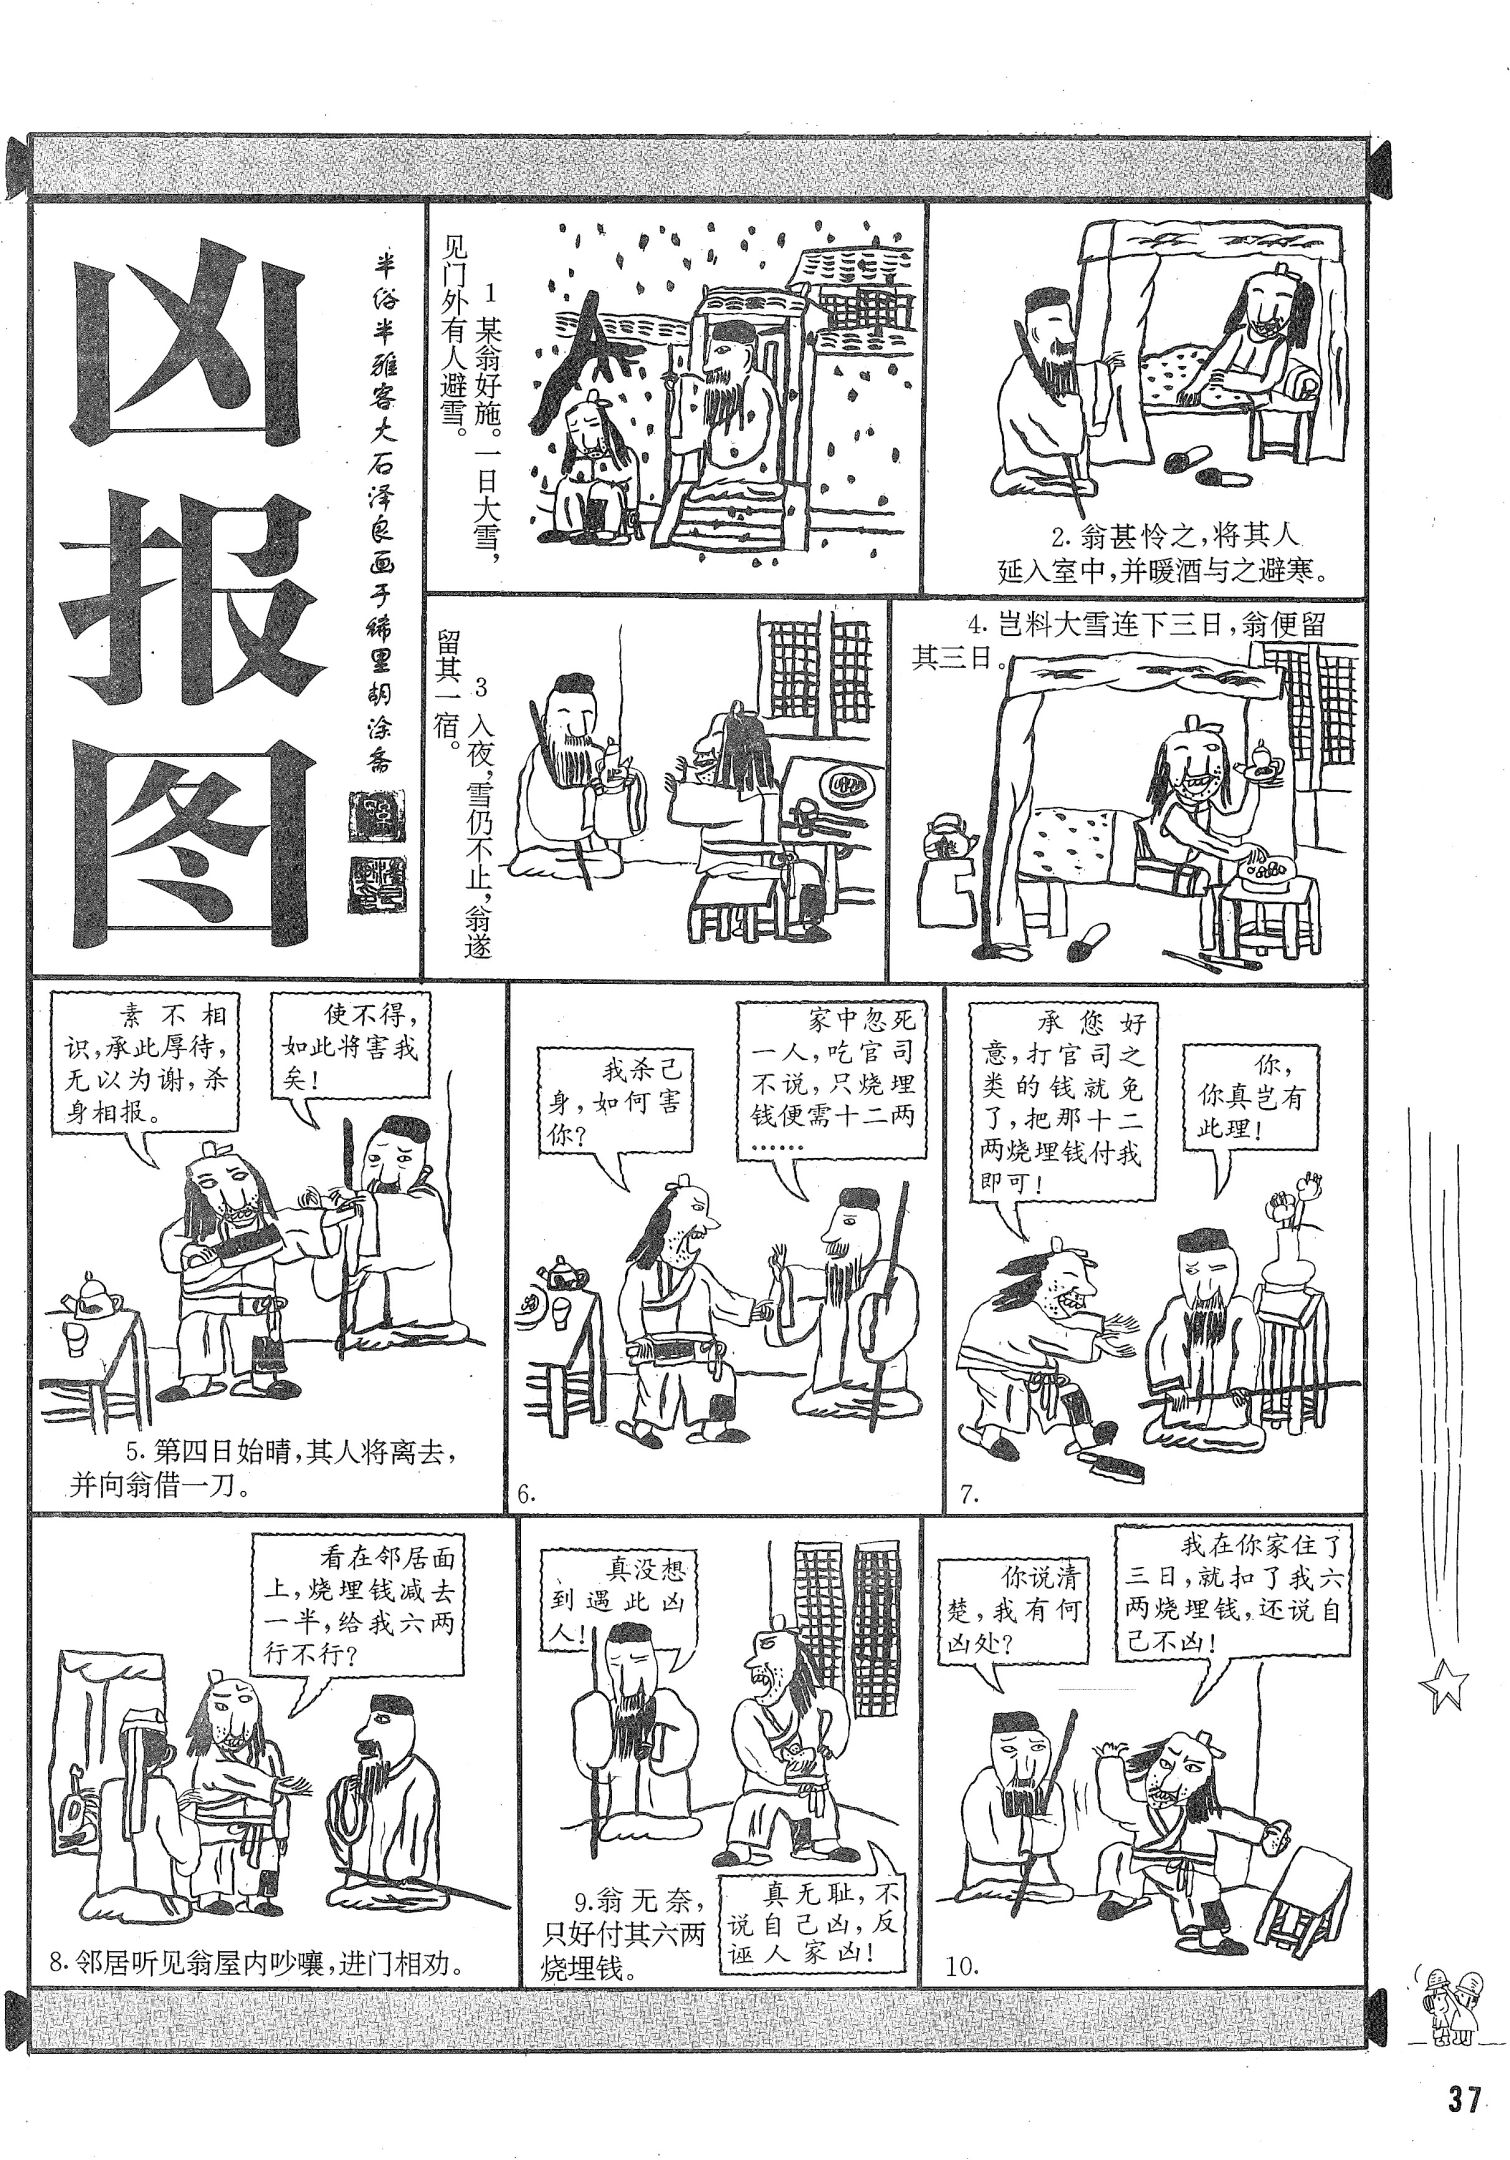 凶报图
半俗半雅客大石泽良画于稀里胡涂斋
1 某翁好施。一日大雪，
见门外有人避雪。
2. 翁甚怜之，将其人
延入室中，并暖酒与之避寒。
3 入夜，雪仍不止，翁遂
留其一宿。
4. 岂料大雪连下三日，翁便留
其三日。
素不相
识，承此厚待，
无以为谢，杀
身相报。
使不得，
如此将害我
矣！
5. 第四日始晴，其人将离去，
并向翁借一刀。
我杀己
身，如何害
你？
家中忽死
一人，吃官司
不说，只烧埋
钱便需十二两
……
6.
承您好
意，打官司之
类的钱就免
了，把那十二
两烧埋钱付我
即可！
你，
你真岂有
此理！
7.
看在邻居面
上，烧埋钱减去
一半，给我六两
行不行？
8. 邻居听见翁屋内吵嚷，进门相劝。
真没想
到遇此凶
人！
9. 翁无奈，
只好付其六两
烧埋钱。
真无耻，不
说自己凶，反
诬人家凶！
你说清
楚，我有何
凶处？
我在你家住了
三日，就扣了我六
两烧埋钱，还说自
己不凶！
10.
37